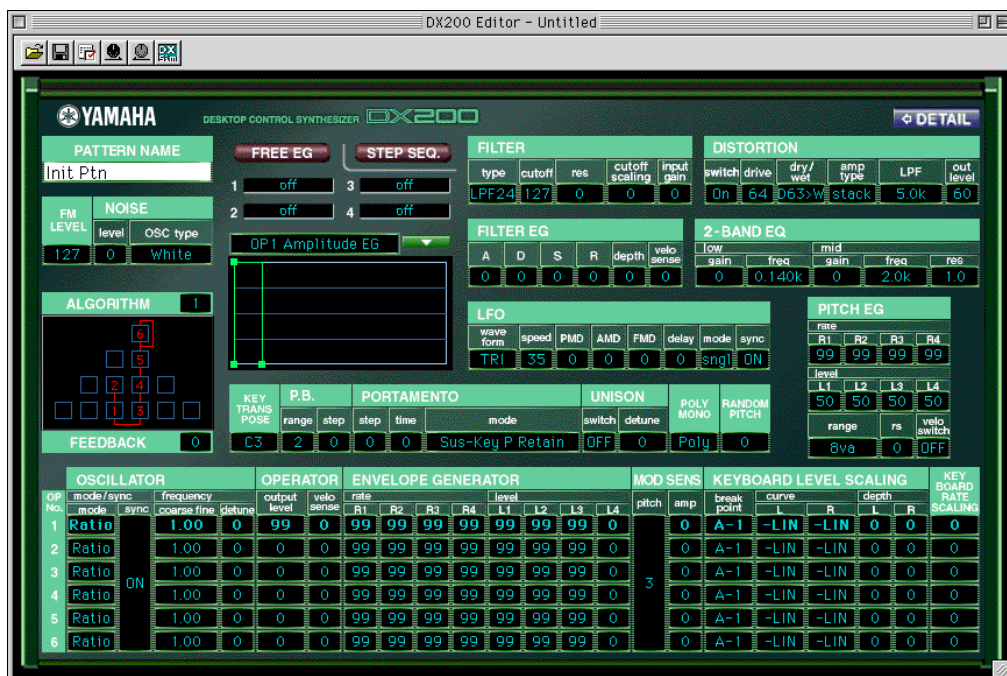 DX200 Editor - Untitled
YAMAHA DESKTOP CONTROL SYNTHESIZER DX200
DETAIL
PATTERN NAME
Init Ptn
FREE EG STEP SEQ.
1 off 3 off
2 off 4 off
FM LEVEL
127
NOISE
level OSC type
0 White
OP1 Amplitude EG
ALGORITHM 1
6
5
2 4
1 3
FEEDBACK 0
FILTER
type cutoff res cutoff scaling input gain
LPF24 127 0 0 0
DISTORTION
switch drive dry/wet amp type LPF out level
On 64 D63>W stack 5.0k 60
FILTER EG
A D S R depth velo sense
0 0 0 0 0 0
2-BAND EQ
low mid
gain freq gain freq res
0 0.140k 0 2.0k 1.0
LFO
wave form speed PMD AMD FMD delay mode sync
TRI 35 0 0 0 0 sngl ON
PITCH EG
rate
R1 R2 R3 R4
99 99 99 99
level
L1 L2 L3 L4
50 50 50 50
range rs velo switch
8va 0 OFF
KEY TRANS POSE
C3
P.B.
range step
2 0
PORTAMENTO
step time mode
0 0 Sus-Key P Retain
UNISON
switch detune
OFF 0
POLY MONO
Poly
RANDOM PITCH
0
OSCILLATOR OPERATOR ENVELOPE GENERATOR MOD SENS KEYBOARD LEVEL SCALING KEY BOARD RATE SCALING
OP No. mode/sync frequency detune output level velo sense rate level pitch amp break point curve depth
mode sync coarse fine R1 R2 R3 R4 L1 L2 L3 L4 L R L R
1 Ratio 1.00 0 99 0 99 99 99 99 99 99 99 0 0 A-1 -LIN -LIN 0 0 0
2 Ratio 1.00 0 0 0 99 99 99 99 99 99 99 0 0 A-1 -LIN -LIN 0 0 0
3 Ratio ON 1.00 0 0 0 99 99 99 99 99 99 99 0 3 0 A-1 -LIN -LIN 0 0 0
4 Ratio 1.00 0 0 0 99 99 99 99 99 99 99 0 0 A-1 -LIN -LIN 0 0 0
5 Ratio 1.00 0 0 0 99 99 99 99 99 99 99 0 0 A-1 -LIN -LIN 0 0 0
6 Ratio 1.00 0 0 0 99 99 99 99 99 99 99 0 0 A-1 -LIN -LIN 0 0 0